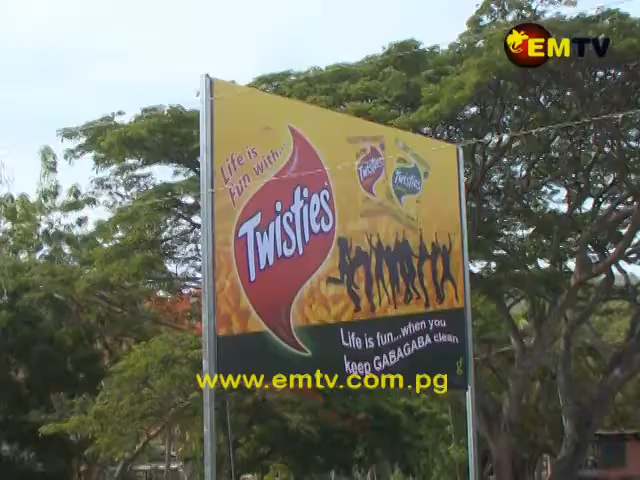 EMTV
Life is
Fun with...
Twisties
Twisties
Twisties
Life is fun...when you
keep GABAGABA clean
www.emtv.com.pg